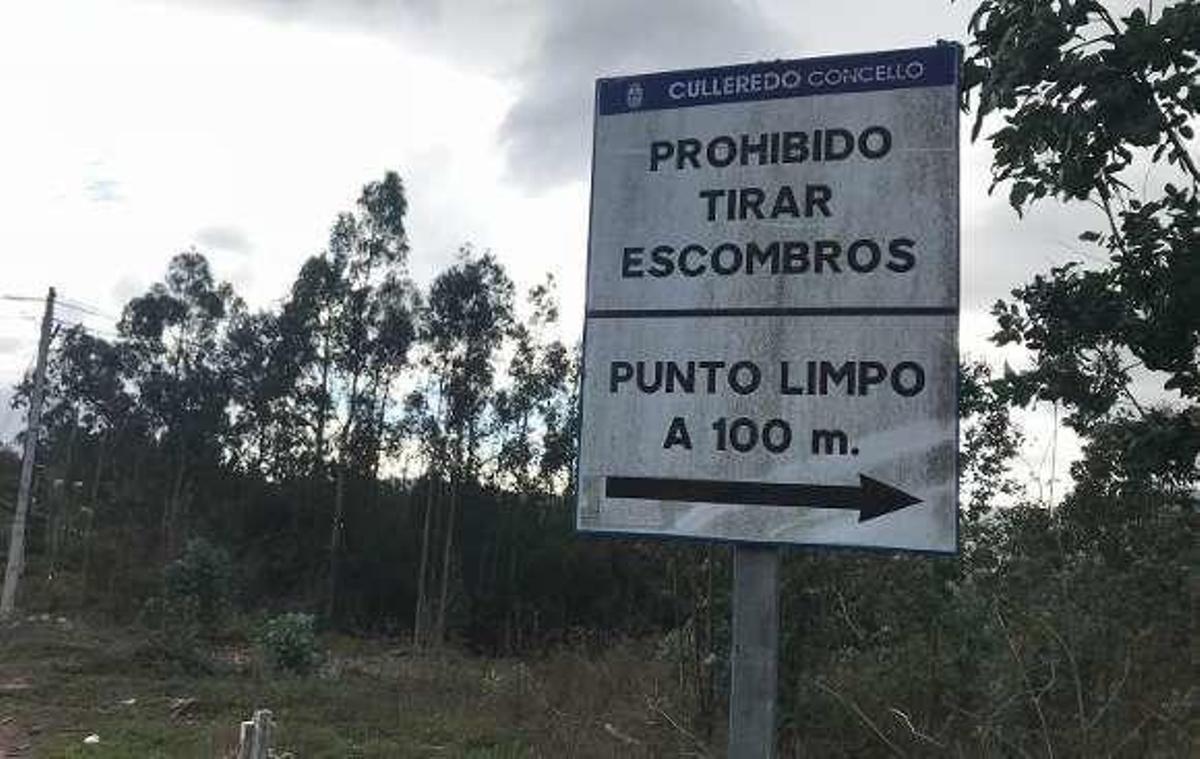 CULLEREDO CONCELLO
PROHIBIDO
TIRAR
ESCOMBROS
PUNTO LIMPO
A 100 m.